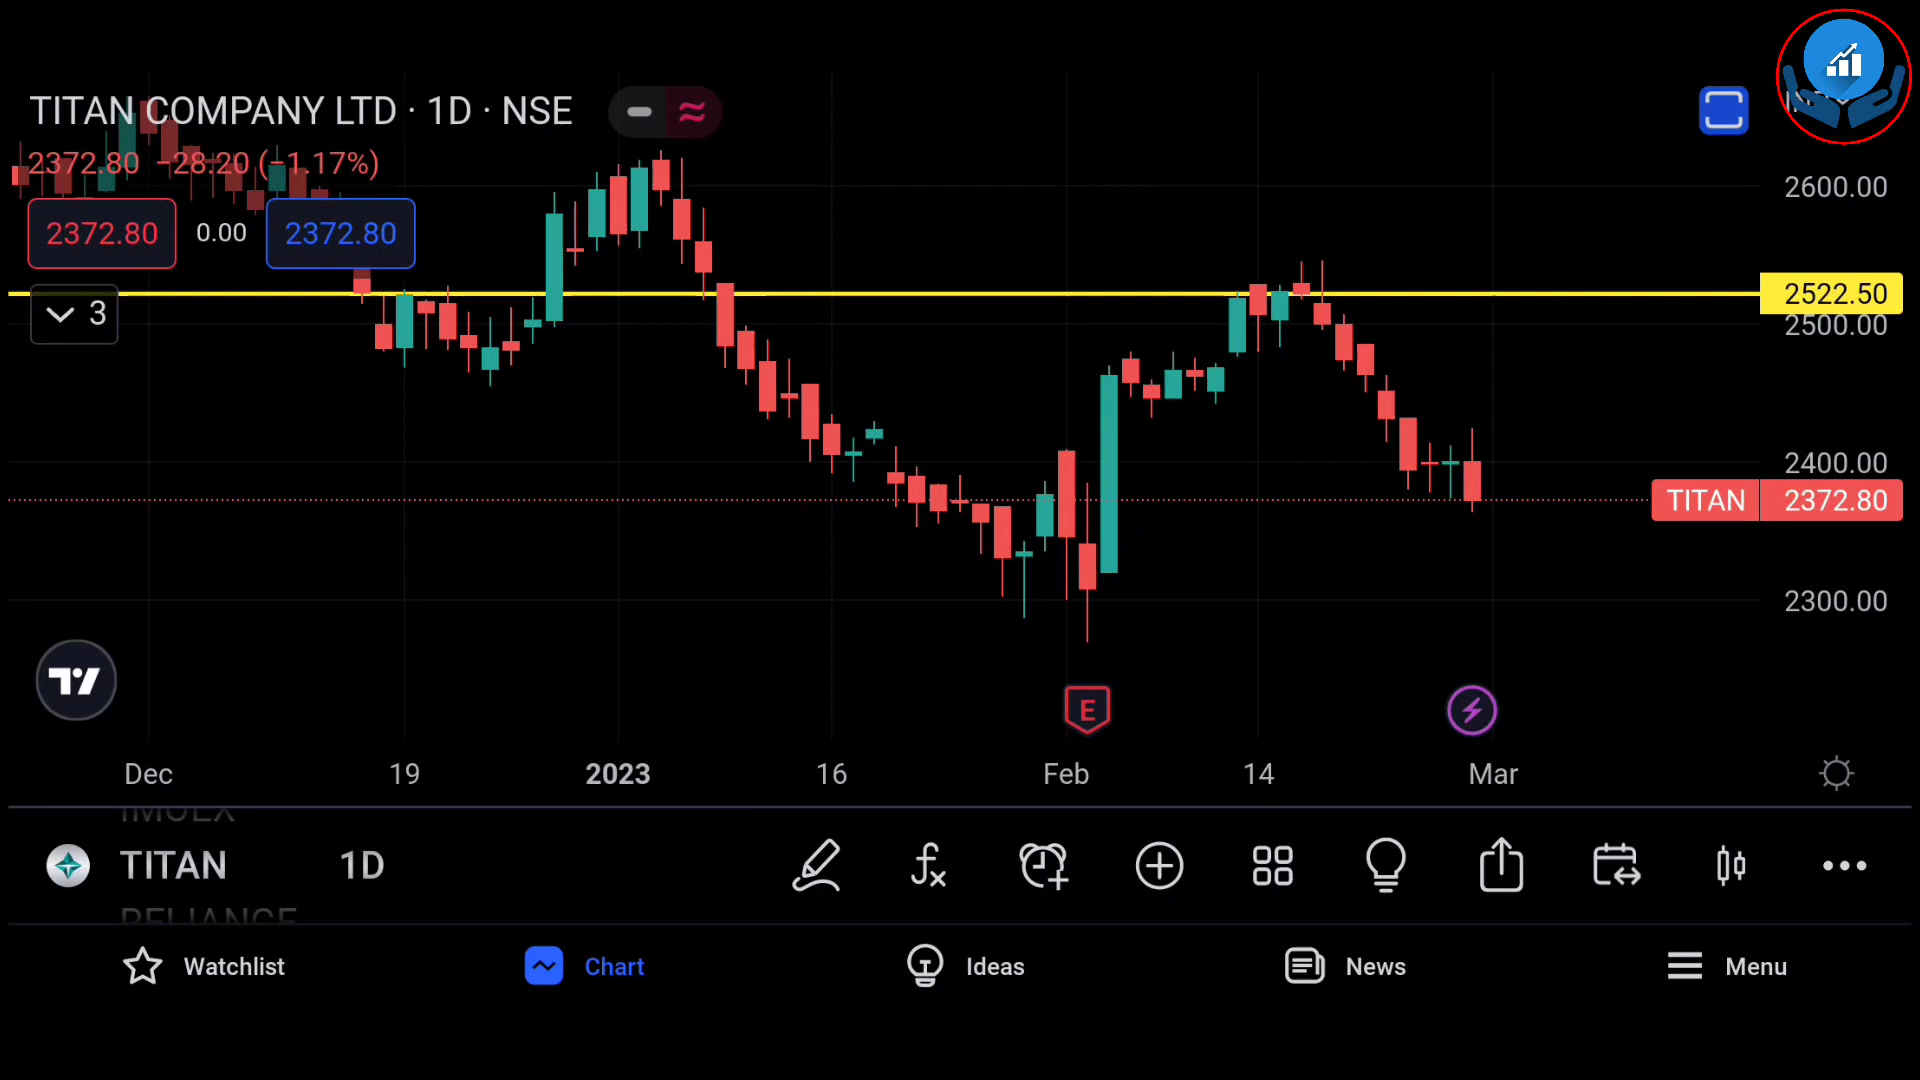 TITAN COMPANY LTD · 1D · NSE
2372.80 −28.20 (−1.17%)
2372.80 0.00 2372.80
3
2600.00
2522.50
2500.00
2400.00
TITAN 2372.80
2300.00
E
Dec 19 2023 16 Feb 14 Mar
IMOEX
TITAN 1D
RELIANCE
Watchlist Chart Ideas News Menu